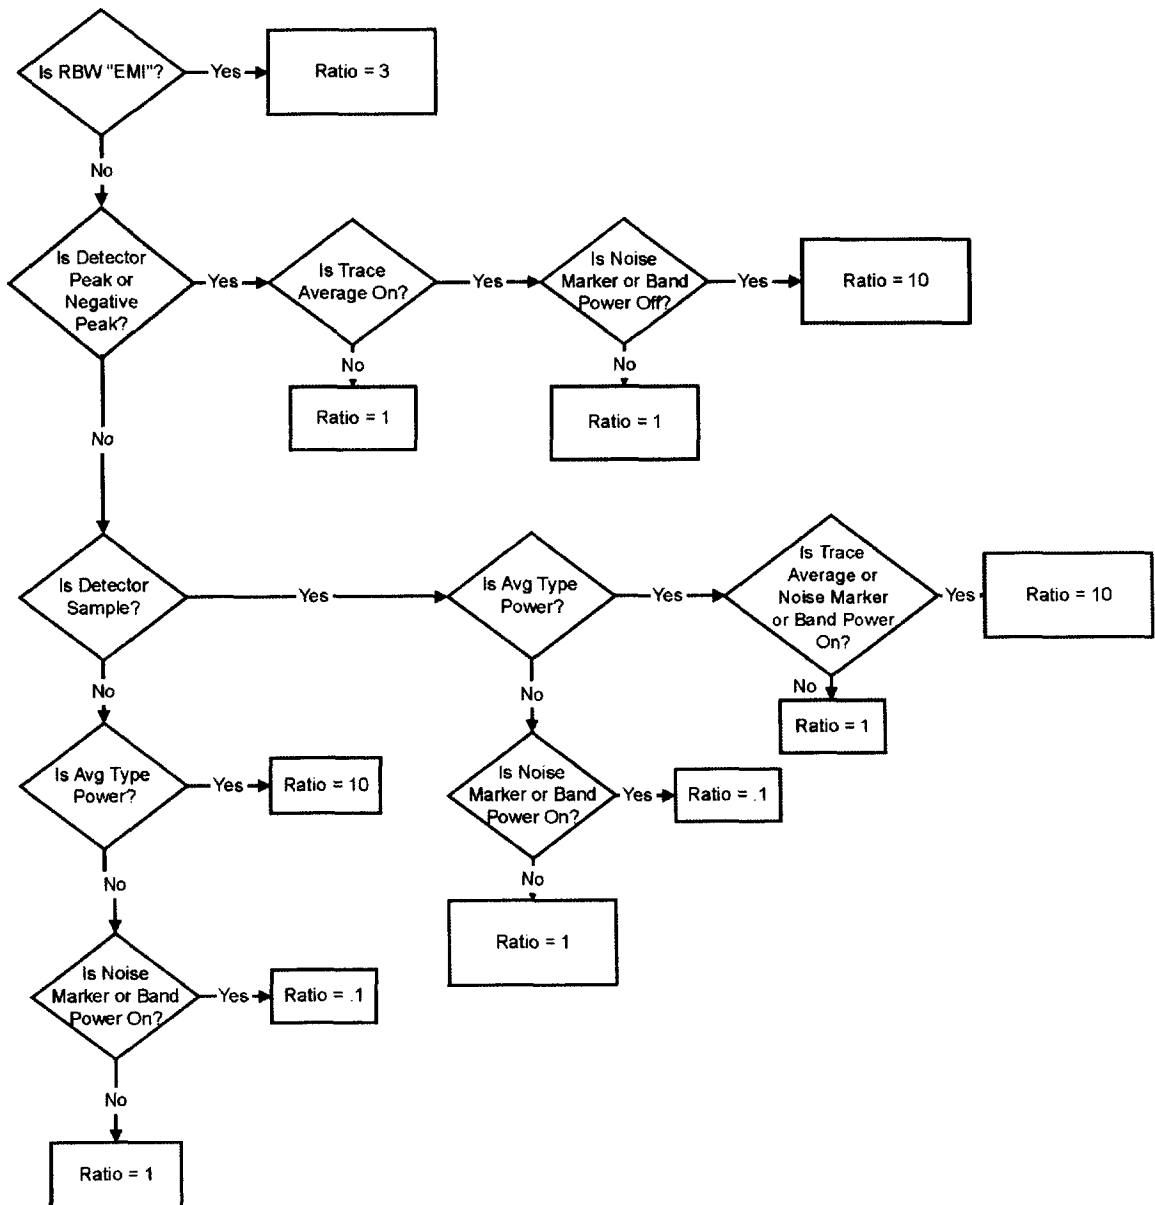 Is RBW "EMI"?
Yes
Ratio = 3
No
Is Detector
Peak or
Negative
Peak?
Yes
Is Trace
Average On?
Yes
Is Noise
Marker or Band
Power Off?
Yes
Ratio = 10
No
Ratio = 1
No
Ratio = 1
No
Is Detector
Sample?
Yes
Is Avg Type
Power?
Yes
Is Trace
Average or
Noise Marker
or Band Power
On?
Yes
Ratio = 10
No
Ratio = 1
No
Is Noise
Marker or Band
Power On?
Yes
Ratio = .1
No
Ratio = 1
No
Is Avg Type
Power?
Yes
Ratio = 10
No
Is Noise
Marker or Band
Power On?
Yes
Ratio = .1
No
Ratio = 1